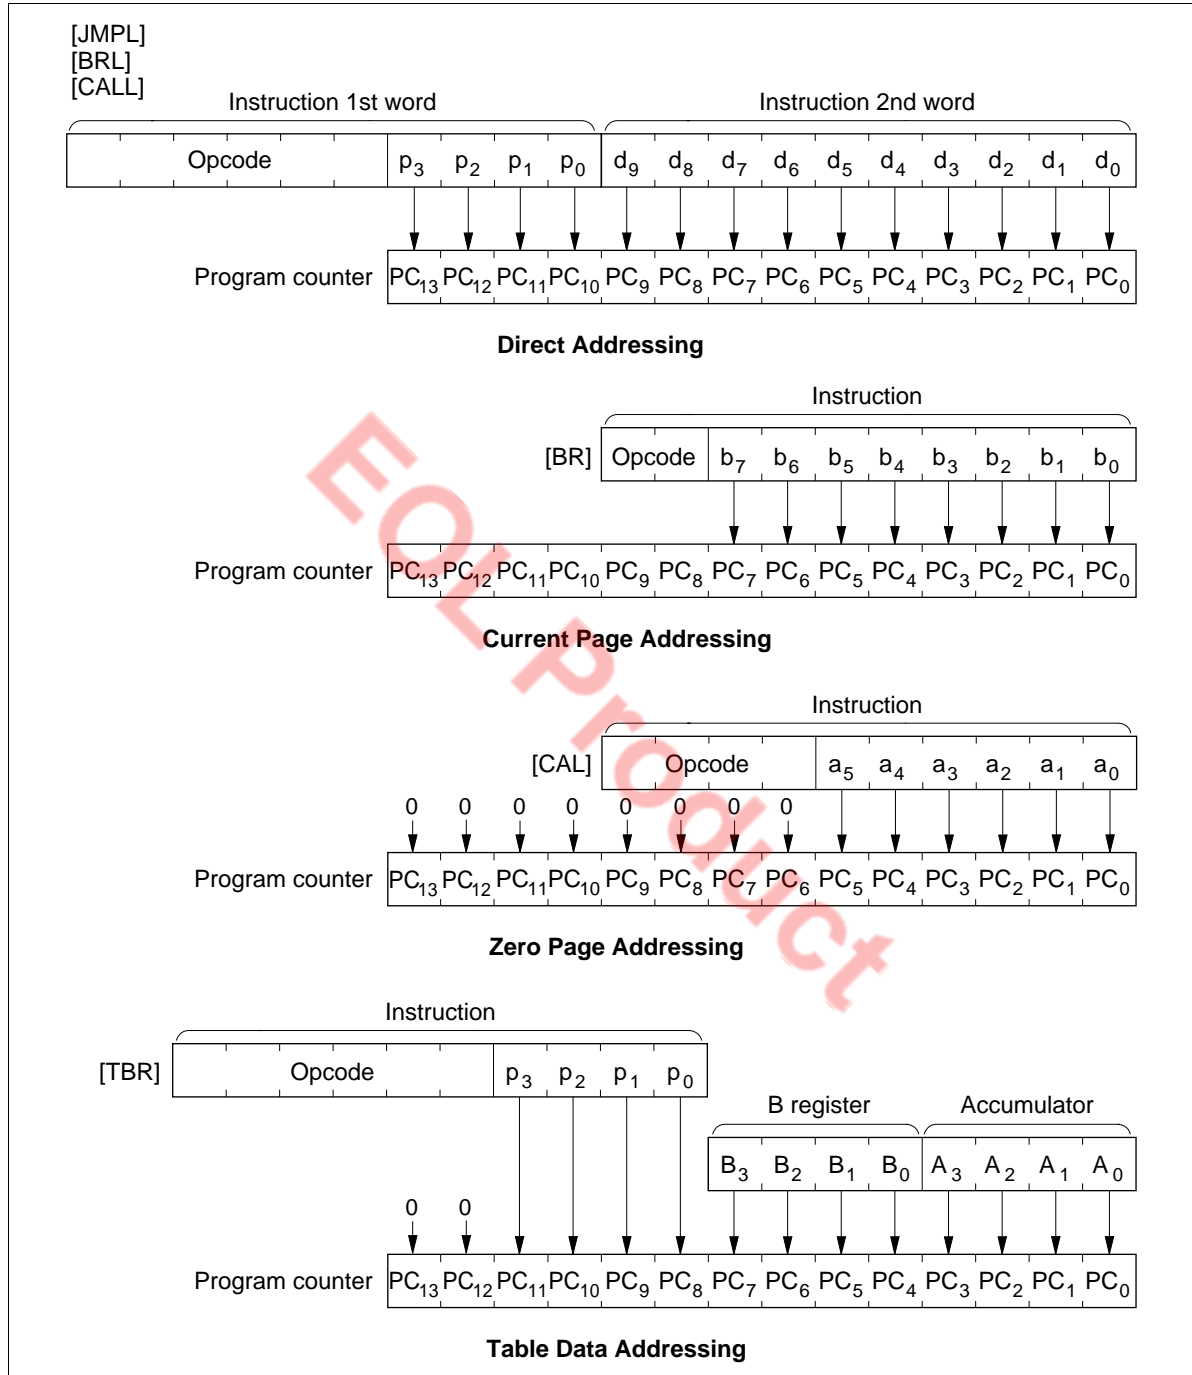 [JMPL]
[BRL]
[CALL]
Instruction 1st word Instruction 2nd word
Opcode p3 p2 p1 p0 d9 d8 d7 d6 d5 d4 d3 d2 d1 d0
Program counter PC13 PC12 PC11 PC10 PC9 PC8 PC7 PC6 PC5 PC4 PC3 PC2 PC1 PC0
Direct Addressing
Instruction
[BR] Opcode b7 b6 b5 b4 b3 b2 b1 b0
Program counter PC13 PC12 PC11 PC10 PC9 PC8 PC7 PC6 PC5 PC4 PC3 PC2 PC1 PC0
Current Page Addressing
Instruction
[CAL] Opcode a5 a4 a3 a2 a1 a0
0 0 0 0 0 0 0 0
Program counter PC13 PC12 PC11 PC10 PC9 PC8 PC7 PC6 PC5 PC4 PC3 PC2 PC1 PC0
Zero Page Addressing
Instruction
[TBR] Opcode p3 p2 p1 p0
B register Accumulator
B3 B2 B1 B0 A3 A2 A1 A0
0 0
Program counter PC13 PC12 PC11 PC10 PC9 PC8 PC7 PC6 PC5 PC4 PC3 PC2 PC1 PC0
Table Data Addressing
EOL Product